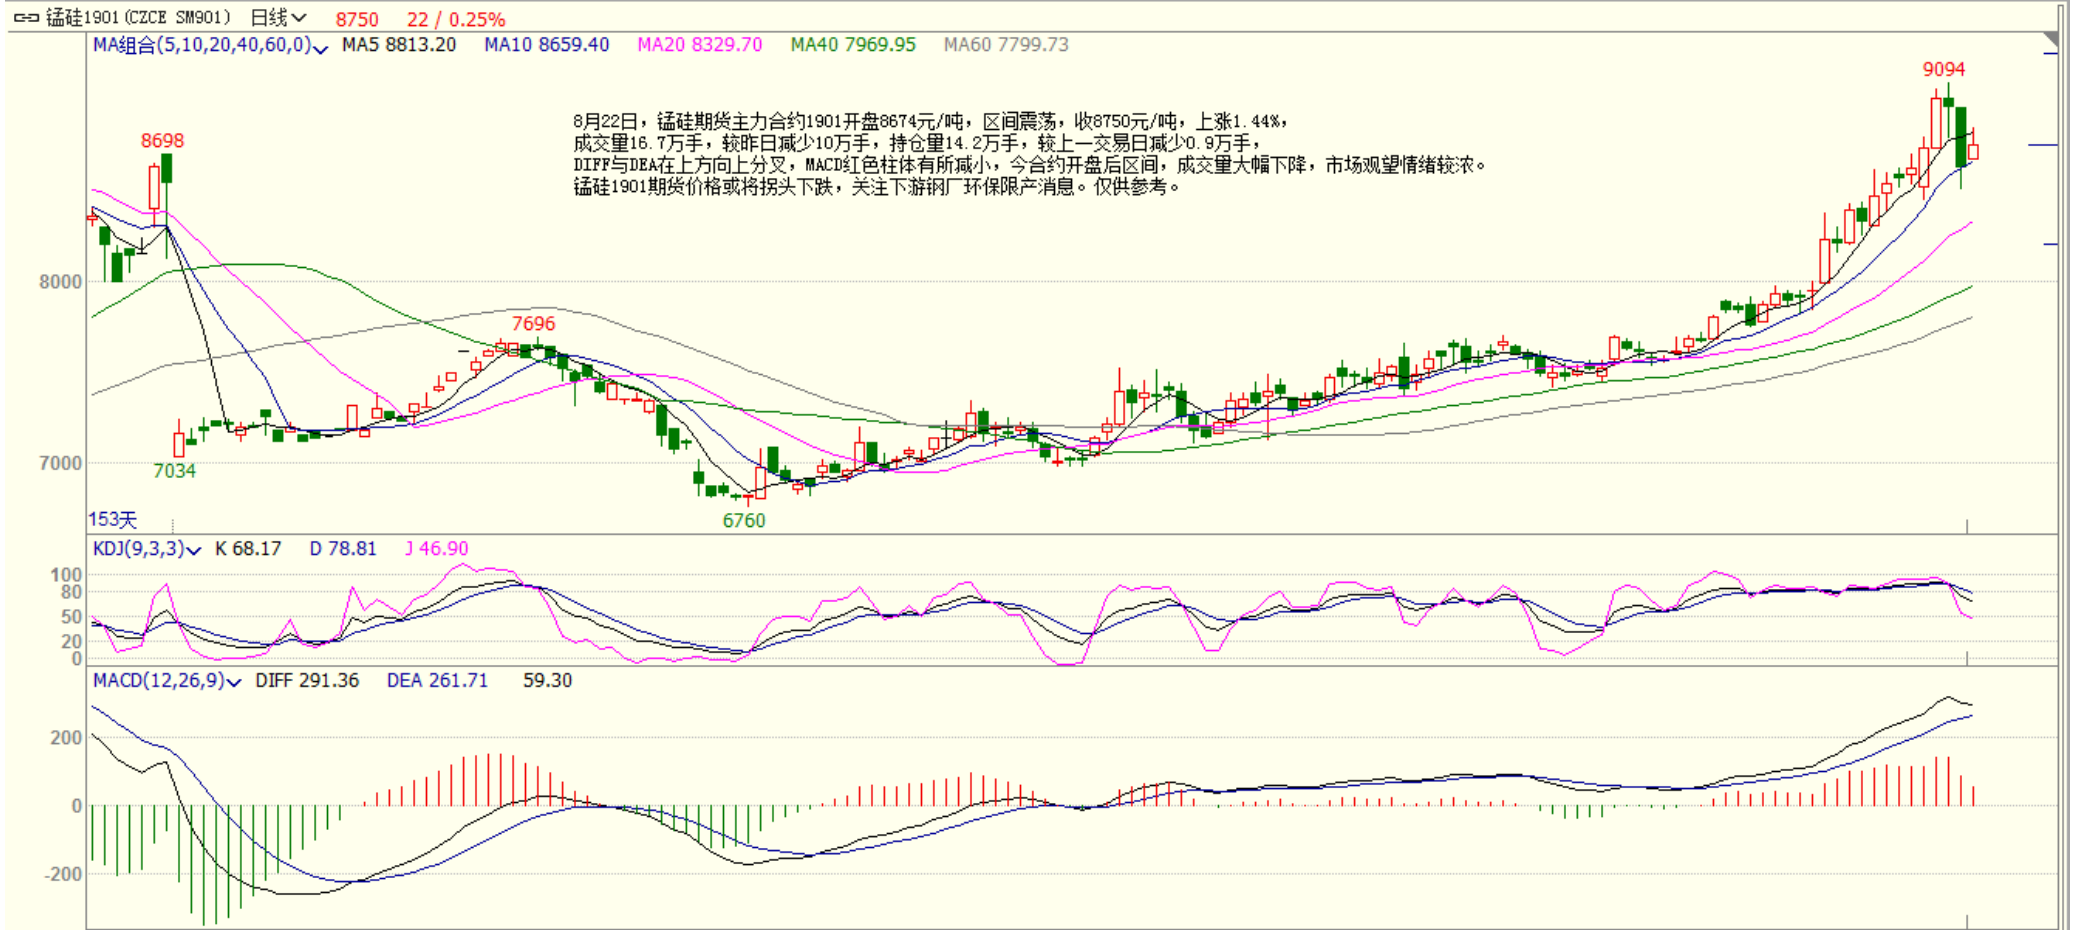 锰硅1901(CZCE SM901) 日线 8750 22 / 0.25%
MA组合(5,10,20,40,60,0) MA5 8813.20 MA10 8659.40 MA20 8329.70 MA40 7969.95 MA60 7799.73
9094
8月22日，锰硅期货主力合约1901开盘8674元/吨，区间震荡，收8750元/吨，上涨1.44%，
成交量16.7万手，较昨日减少10万手，持仓量14.2万手，较上一交易日减少0.9万手，
DIFF与DEA在上方向上分叉，MACD红色柱体有所减小，今合约开盘后区间，成交量大幅下降，市场观望情绪较浓。
锰硅1901期货价格或将拐头下跌，关注下游钢厂环保限产消息。仅供参考。
8698
8000
7696
7000
7034
6760
153天
KDJ(9,3,3) K 68.17 D 78.81 J 46.90
100
80
50
20
0
MACD(12,26,9) DIFF 291.36 DEA 261.71 59.30
200
0
-200